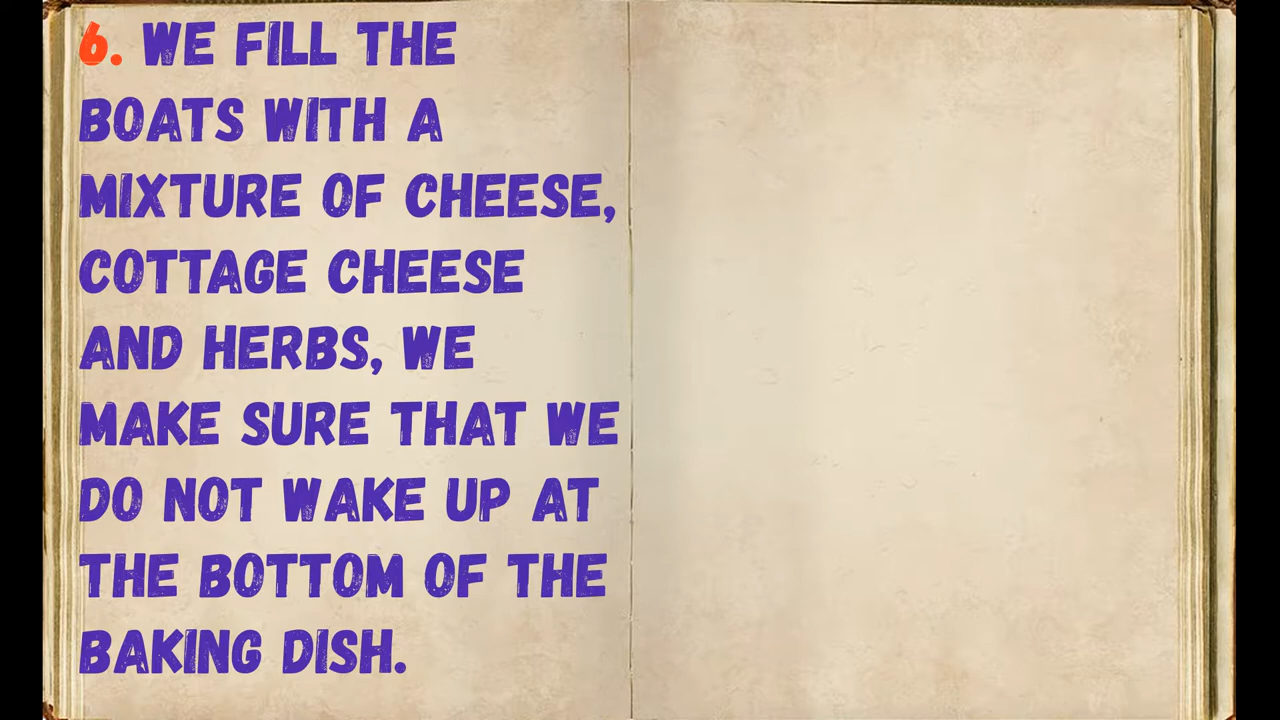 6. WE FILL THE
BOATS WITH A
MIXTURE OF CHEESE,
COTTAGE CHEESE
AND HERBS, WE
MAKE SURE THAT WE
DO NOT WAKE UP AT
THE BOTTOM OF THE
BAKING DISH.